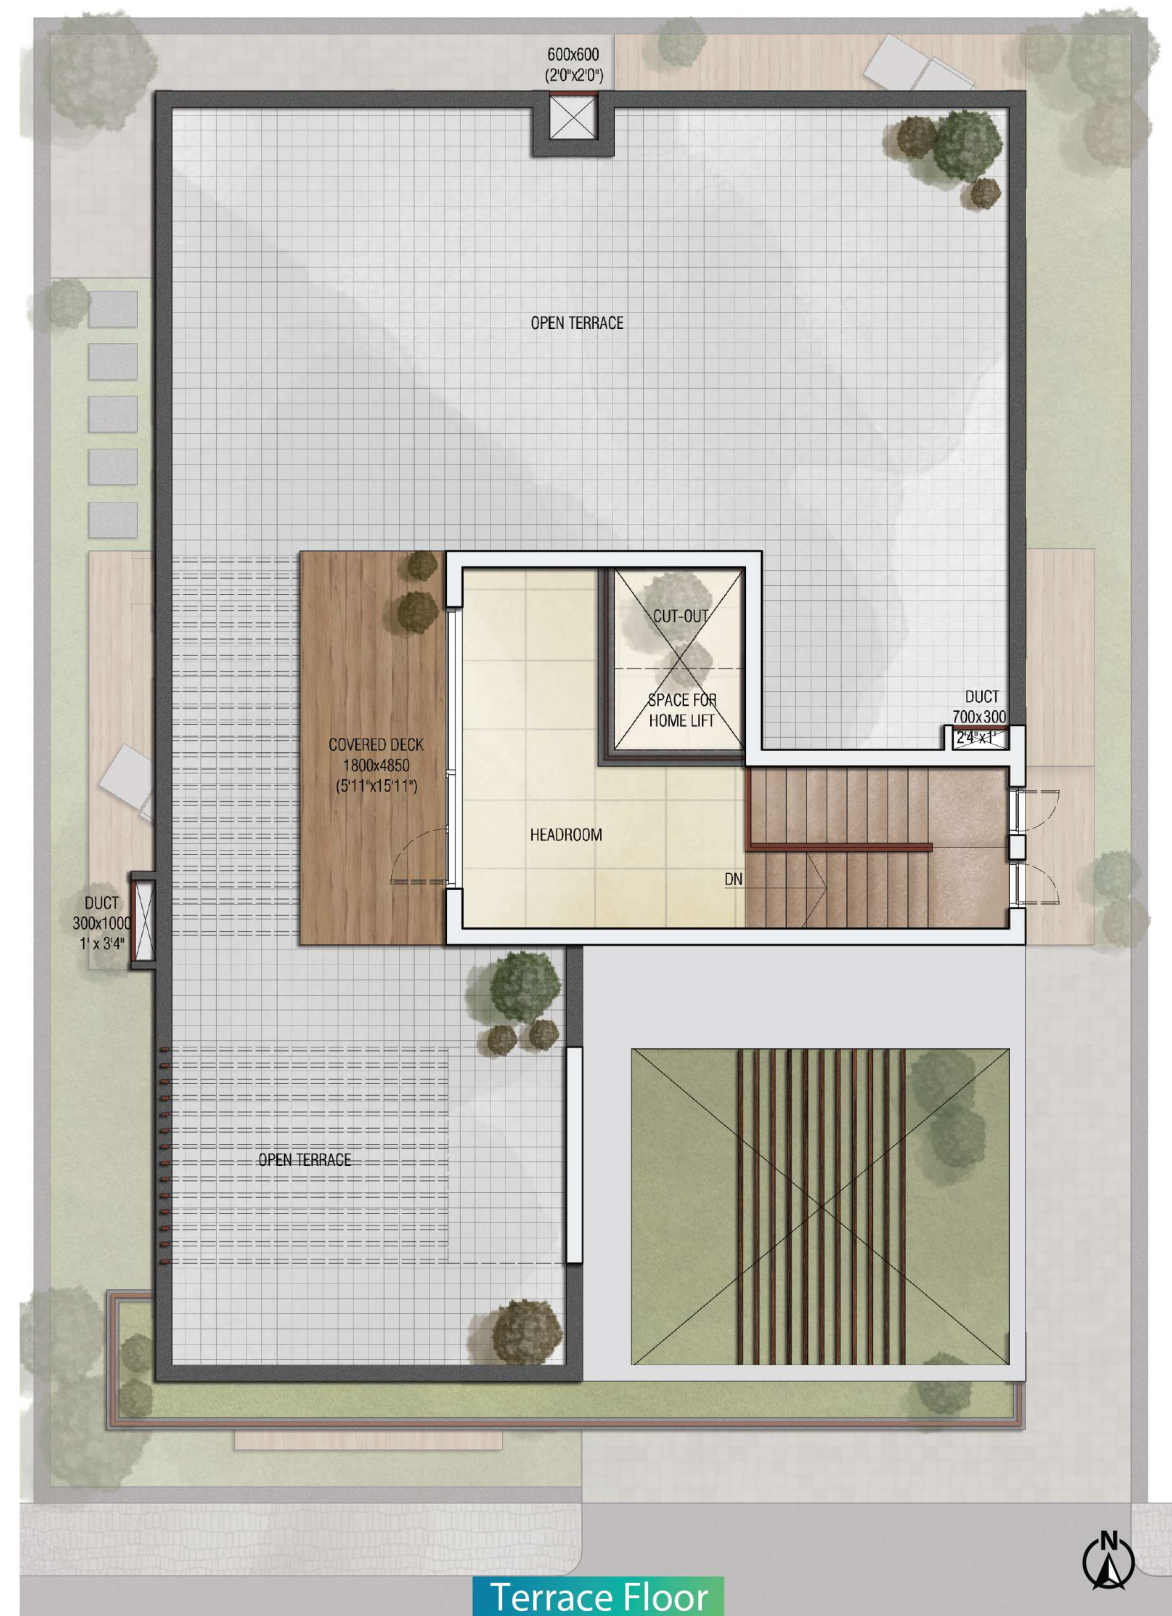 600x600
(2'0"x2'0")
OPEN TERRACE
CUT-OUT
SPACE FOR
HOME LIFT
DUCT
700x300
2'4"x1'
COVERED DECK
1800x4850
(5'11"x15'11")
HEADROOM
DN
DUCT
300x1000
1' x 3'4"
OPEN TERRACE
N
Terrace Floor